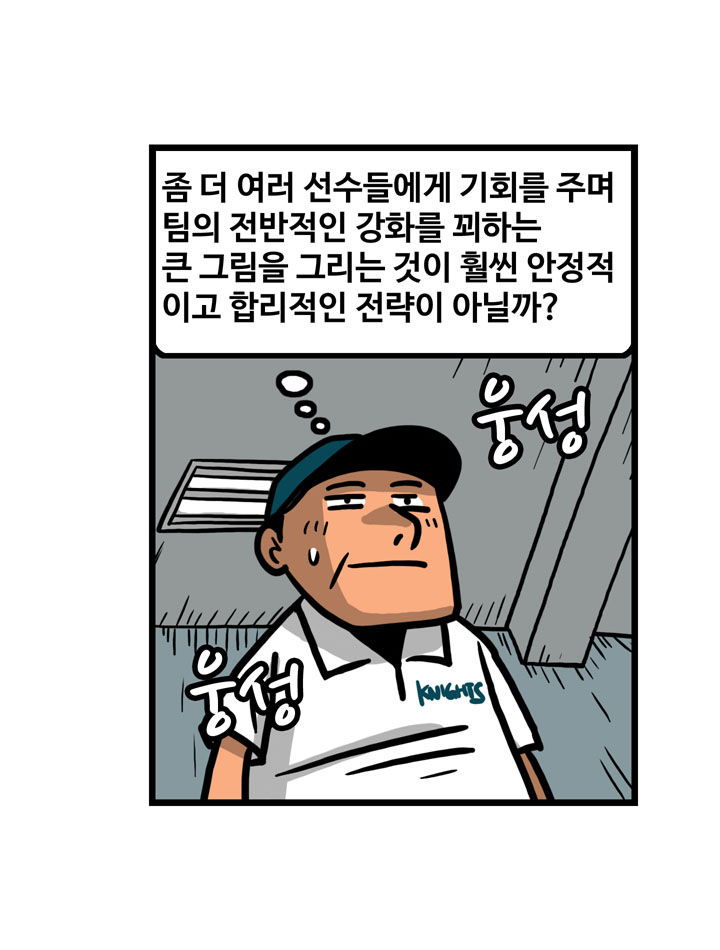 좀 더 여러 선수들에게 기회를 주며
팀의 전반적인 강화를 꾀하는
큰 그림을 그리는 것이 훨씬 안정적
이고 합리적인 전략이 아닐까?
웅성
웅성
KNIGHTS